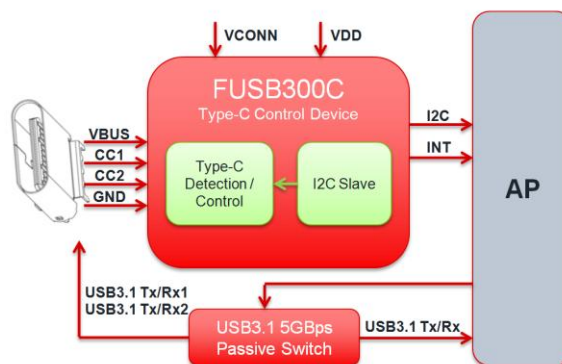 VCONN
VDD
FUSB300C
Type-C Control Device
VBUS
CC1
CC2
GND
Type-C
Detection /
Control
I2C Slave
I2C
INT
AP
USB3.1 Tx/Rx1
USB3.1 Tx/Rx2
USB3.1 5GBps
Passive Switch
USB3.1 Tx/Rx